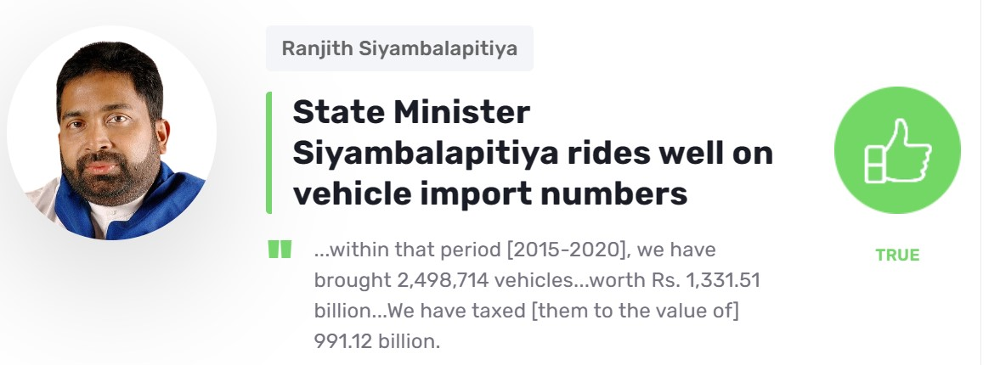 Ranjith Siyambalapitiya
State Minister
Siyambalapitiya rides well on
vehicle import numbers
...within that period [2015-2020], we have
brought 2,498,714 vehicles...worth Rs. 1,331.51
billion...We have taxed [them to the value of]
991.12 billion.
TRUE